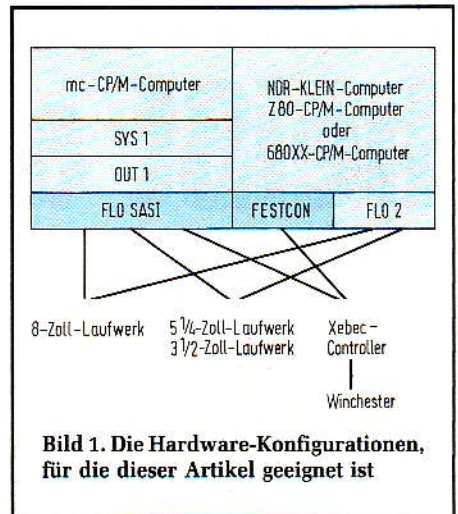 mc-CP/M-Computer
SYS 1
OUT 1
FLO SASI
NDR-KLEIN-Computer
Z80-CP/M-Computer
oder
680XX-CP/M-Computer
FESTCON
FLO 2
8-Zoll-Laufwerk
5 1/4-Zoll-Laufwerk
3 1/2-Zoll-Laufwerk
Xebec-
Controller
Winchester
Bild 1. Die Hardware-Konfigurationen,
für die dieser Artikel geeignet ist